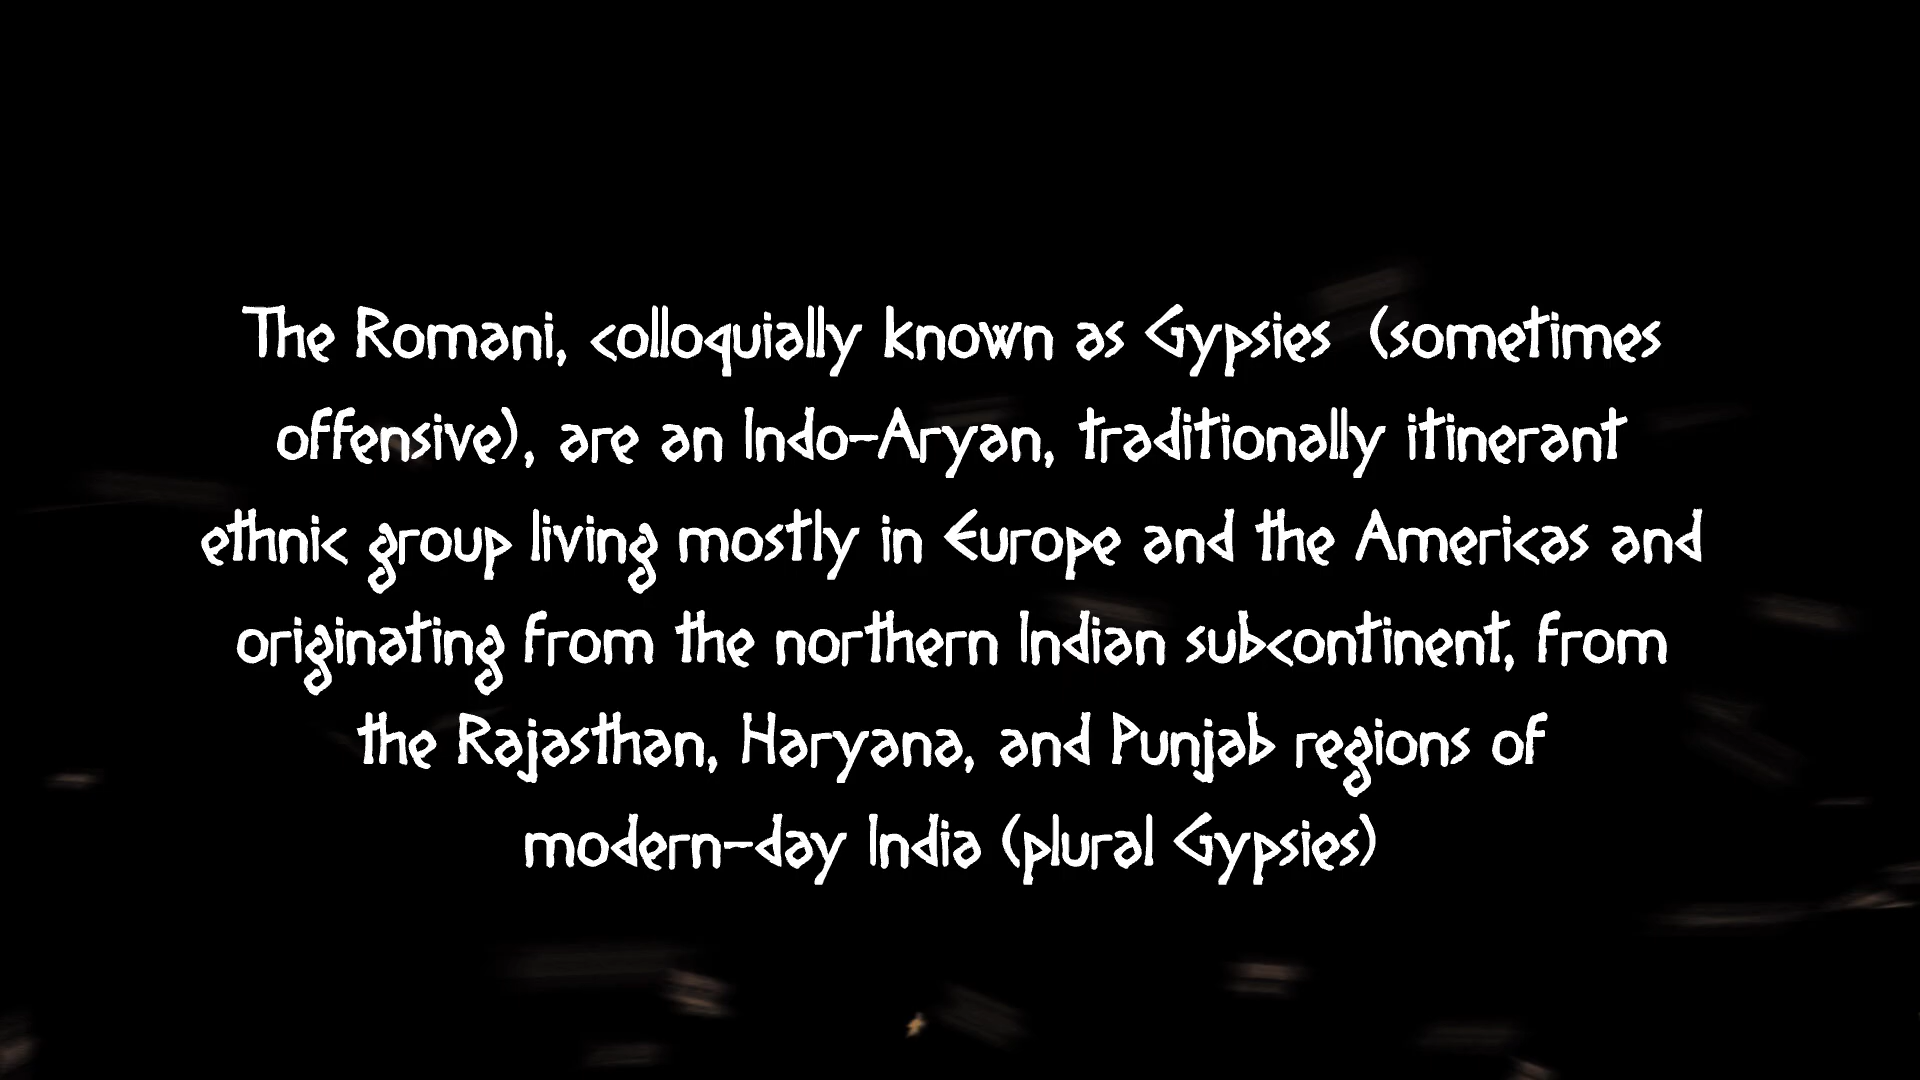 The Romani, colloquially known as Gypsies (sometimes
offensive), are an Indo-Aryan, traditionally itinerant
ethnic group living mostly in Europe and the Americas and
originating from the northern Indian subcontinent, from
the Rajasthan, Haryana, and Punjab regions of
modern-day India (plural Gypsies)